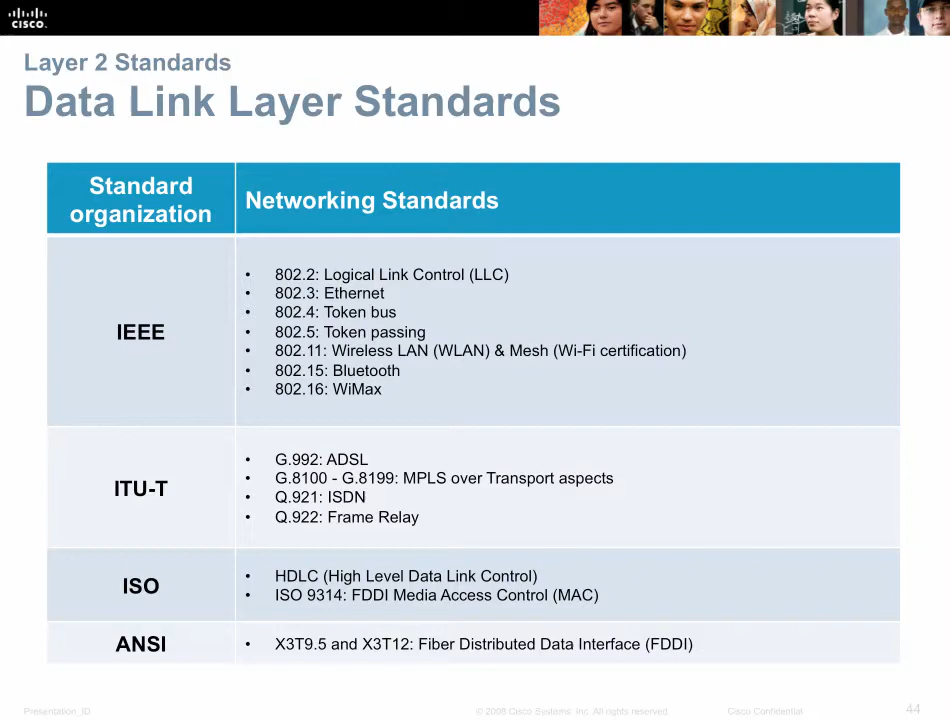 CISCO
Layer 2 Standards
Data Link Layer Standards
Standard
organization
Networking Standards
IEEE
• 802.2: Logical Link Control (LLC)
• 802.3: Ethernet
• 802.4: Token bus
• 802.5: Token passing
• 802.11: Wireless LAN (WLAN) & Mesh (Wi-Fi certification)
• 802.15: Bluetooth
• 802.16: WiMax
ITU-T
• G.992: ADSL
• G.8100 - G.8199: MPLS over Transport aspects
• Q.921: ISDN
• Q.922: Frame Relay
ISO
• HDLC (High Level Data Link Control)
• ISO 9314: FDDI Media Access Control (MAC)
ANSI
• X3T9.5 and X3T12: Fiber Distributed Data Interface (FDDI)
Presentation_ID
© 2008 Cisco Systems, Inc. All rights reserved.
Cisco Confidential
44